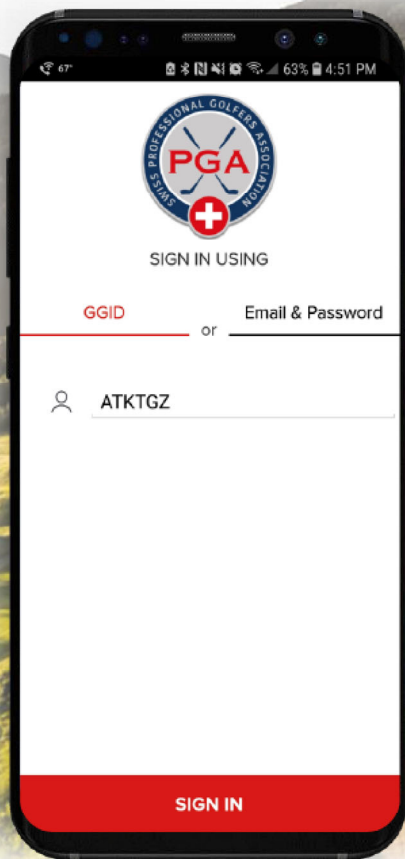 67° 63% 4:51 PM
SWISS PROFESSIONAL GOLFERS ASSOCIATION
PGA
SIGN IN USING
GGID or Email & Password
ATKTGZ
SIGN IN